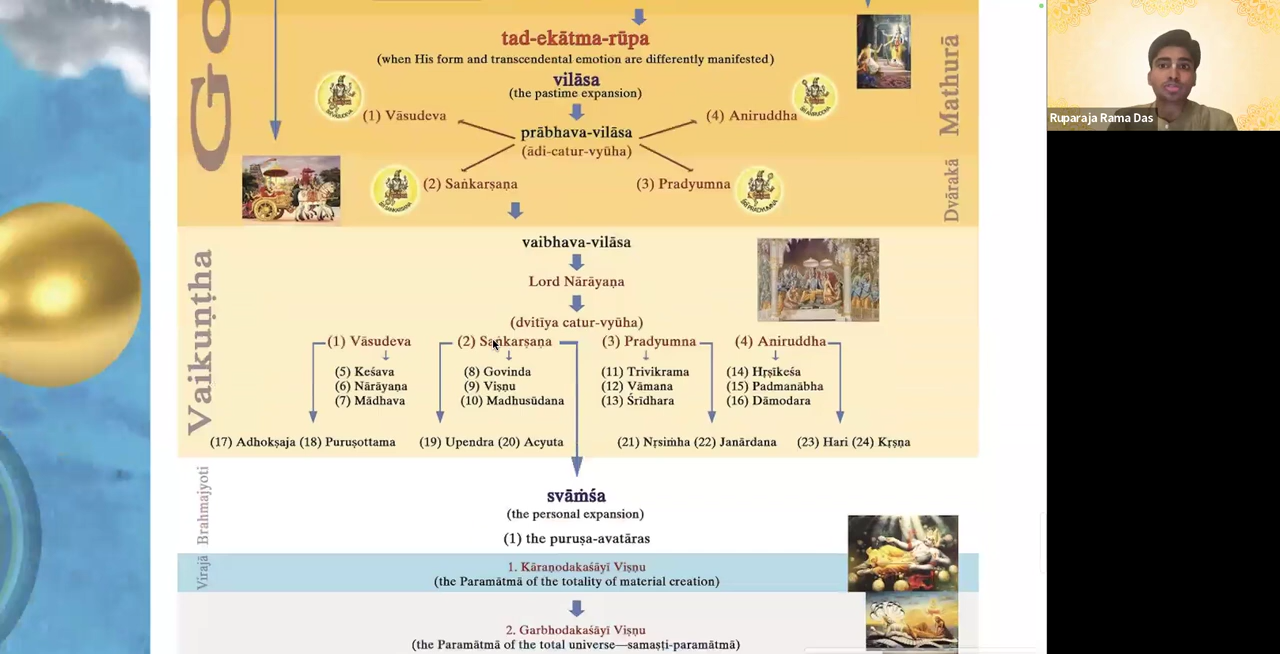 Go
Mathurā
Dvārakā
tad-ekātma-rūpa
(when His form and transcendental emotion are differently manifested)
vilāsa
(the pastime expansion)
(1) Vāsudeva
(4) Aniruddha
prābhava-vilāsa
(ādi-catur-vyūha)
(2) Saṅkarṣaṇa
(3) Pradyumna
Ruparaja Rama Das
Vaikuṇṭha
vaibhava-vilāsa
Lord Nārāyaṇa
(dvitīya catur-vyūha)
(1) Vāsudeva (2) Saṅkarṣaṇa (3) Pradyumna (4) Aniruddha
(5) Keśava (8) Govinda (11) Trivikrama (14) Hṛṣīkeśa
(6) Nārāyaṇa (9) Viṣṇu (12) Vāmana (15) Padmanābha
(7) Mādhava (10) Madhusūdana (13) Śrīdhara (16) Dāmodara
(17) Adhokṣaja (18) Puruṣottama (19) Upendra (20) Acyuta (21) Nṛsiṁha (22) Janārdana (23) Hari (24) Kṛṣṇa
Brahmajyoti
svāṁśa
(the personal expansion)
(1) the puruṣa-avatāras
Virajā
1. Kāraṇodakaśāyī Viṣṇu
(the Paramātmā of the totality of material creation)
2. Garbhodakaśāyī Viṣṇu
(the Paramātmā of the total universe—samaṣṭi-paramātmā)